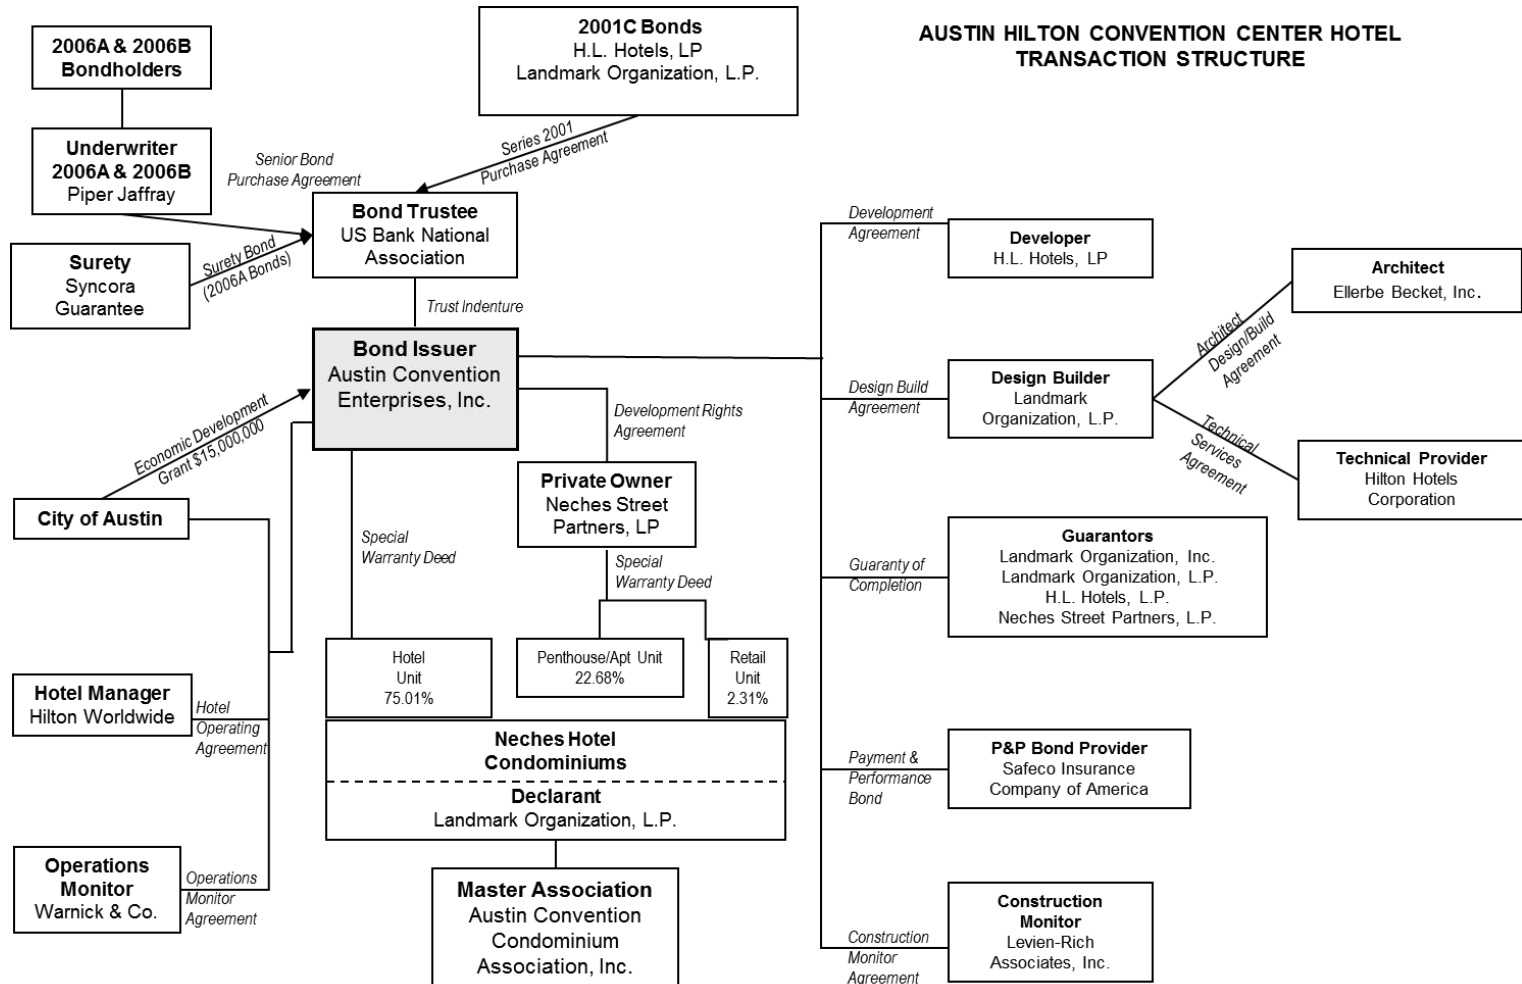 AUSTIN HILTON CONVENTION CENTER HOTEL
TRANSACTION STRUCTURE
2006A & 2006B
Bondholders
2001C Bonds
H.L. Hotels, LP
Landmark Organization, L.P.
Underwriter
2006A & 2006B
Piper Jaffray
Senior Bond
Purchase Agreement
Series 2001
Purchase Agreement
Bond Trustee
US Bank National
Association
Surety
Syncora
Guarantee
Surety Bond
(2006A Bonds)
Trust Indenture
Bond Issuer
Austin Convention
Enterprises, Inc.
Economic Development
Grant $15,000,000
City of Austin
Development Rights
Agreement
Private Owner
Neches Street
Partners, LP
Special
Warranty Deed
Special
Warranty Deed
Hotel
Unit
75.01%
Penthouse/Apt Unit
22.68%
Retail
Unit
2.31%
Neches Hotel
Condominiums
Declarant
Landmark Organization, L.P.
Master Association
Austin Convention
Condominium
Association, Inc.
Hotel Manager
Hilton Worldwide
Hotel
Operating
Agreement
Operations
Monitor
Warnick & Co.
Operations
Monitor
Agreement
Development
Agreement
Developer
H.L. Hotels, LP
Design Build
Agreement
Design Builder
Landmark
Organization, L.P.
Architect
Design/Build
Agreement
Architect
Ellerbe Becket, Inc.
Technical
Services
Agreement
Technical Provider
Hilton Hotels
Corporation
Guaranty of
Completion
Guarantors
Landmark Organization, Inc.
Landmark Organization, L.P.
H.L. Hotels, L.P.
Neches Street Partners, L.P.
Payment &
Performance
Bond
P&P Bond Provider
Safeco Insurance
Company of America
Construction
Monitor
Agreement
Construction
Monitor
Levien-Rich
Associates, Inc.